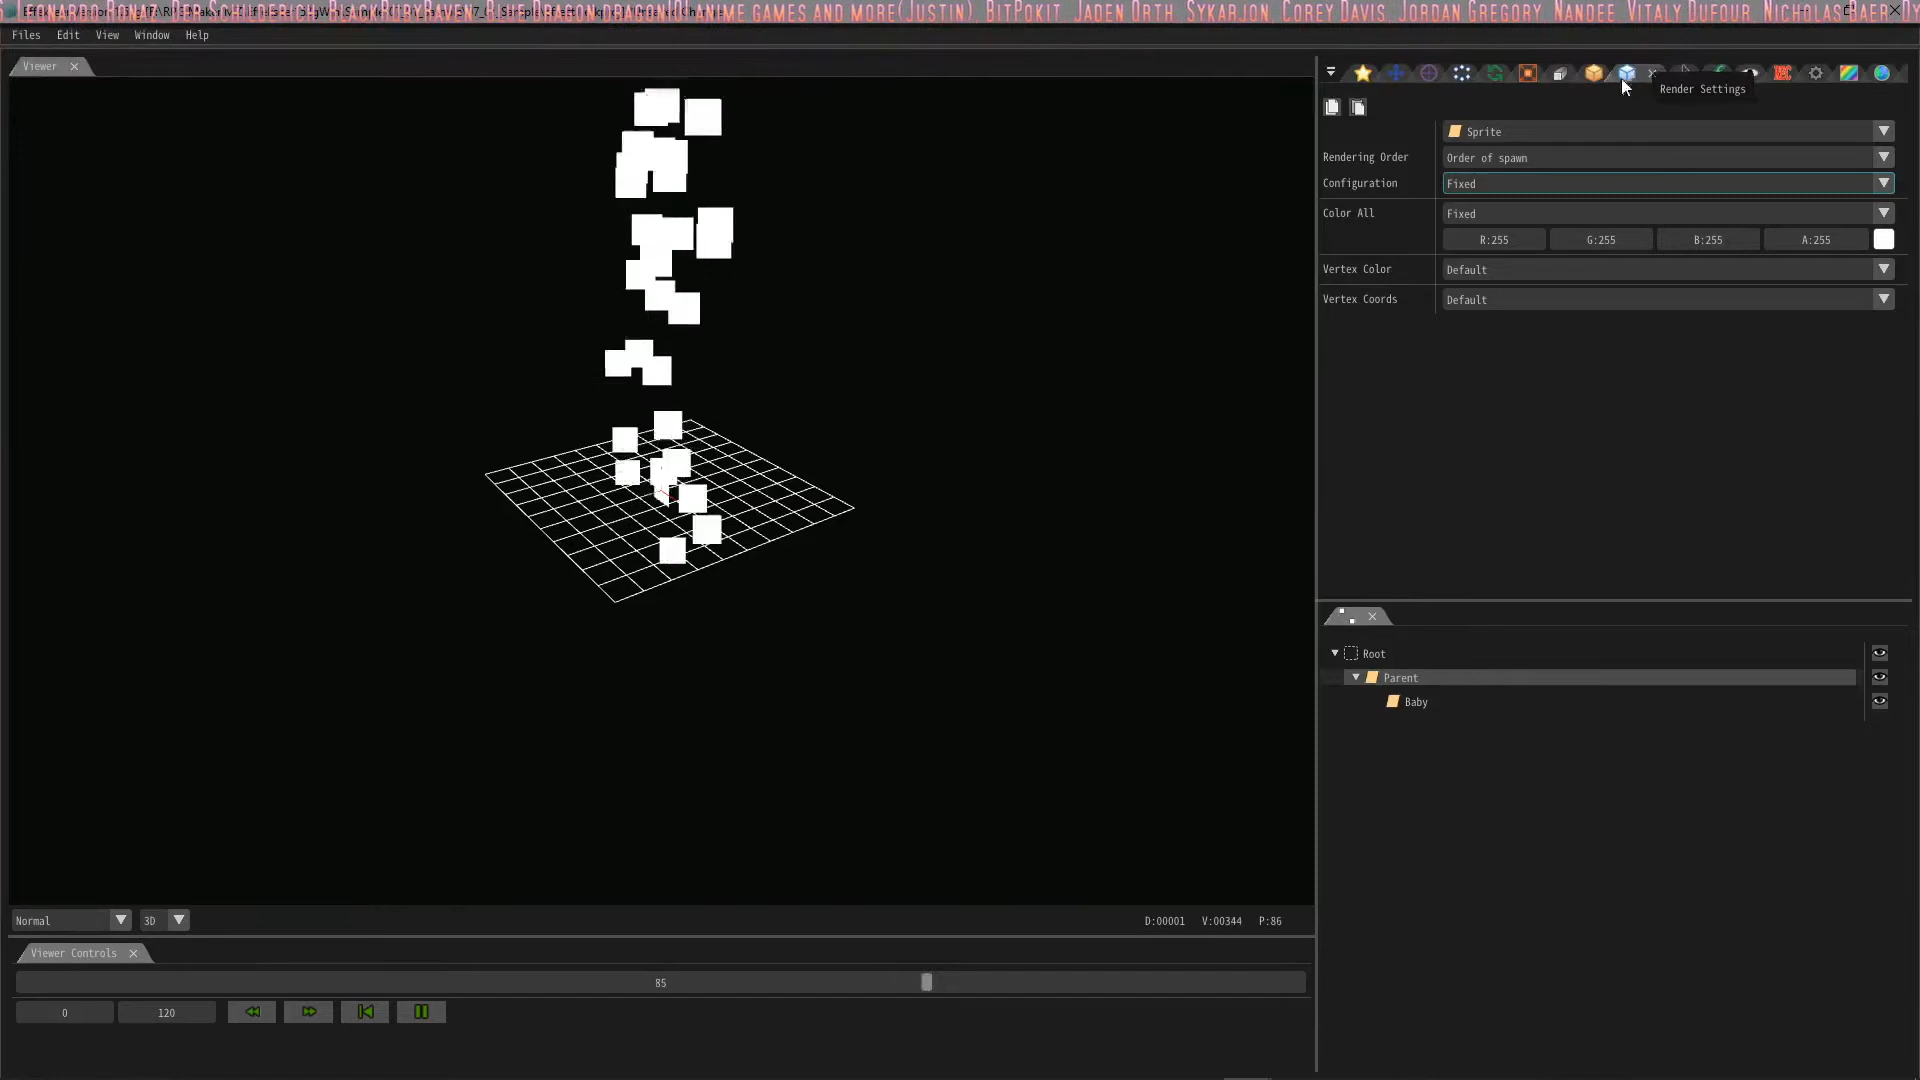 GAMES AND MORE(JUSTIN). BITPOKIT. JADEN ORTH. SYKARJON. COREY DAVIS. JORDAN GREGORY. NANDEE. VITALY DUFOUR. NICHOLAS BAER
Files Edit View Window Help
Viewer
Render Settings
Sprite
Rendering Order Order of spawn
Configuration Fixed
Color All Fixed
R:255 G:255 B:255 A:255
Vertex Color Default
Vertex Coords Default
Root
Parent
Baby
Normal 3D D:00001 V:00344 P:86
Viewer Controls
85
0 120